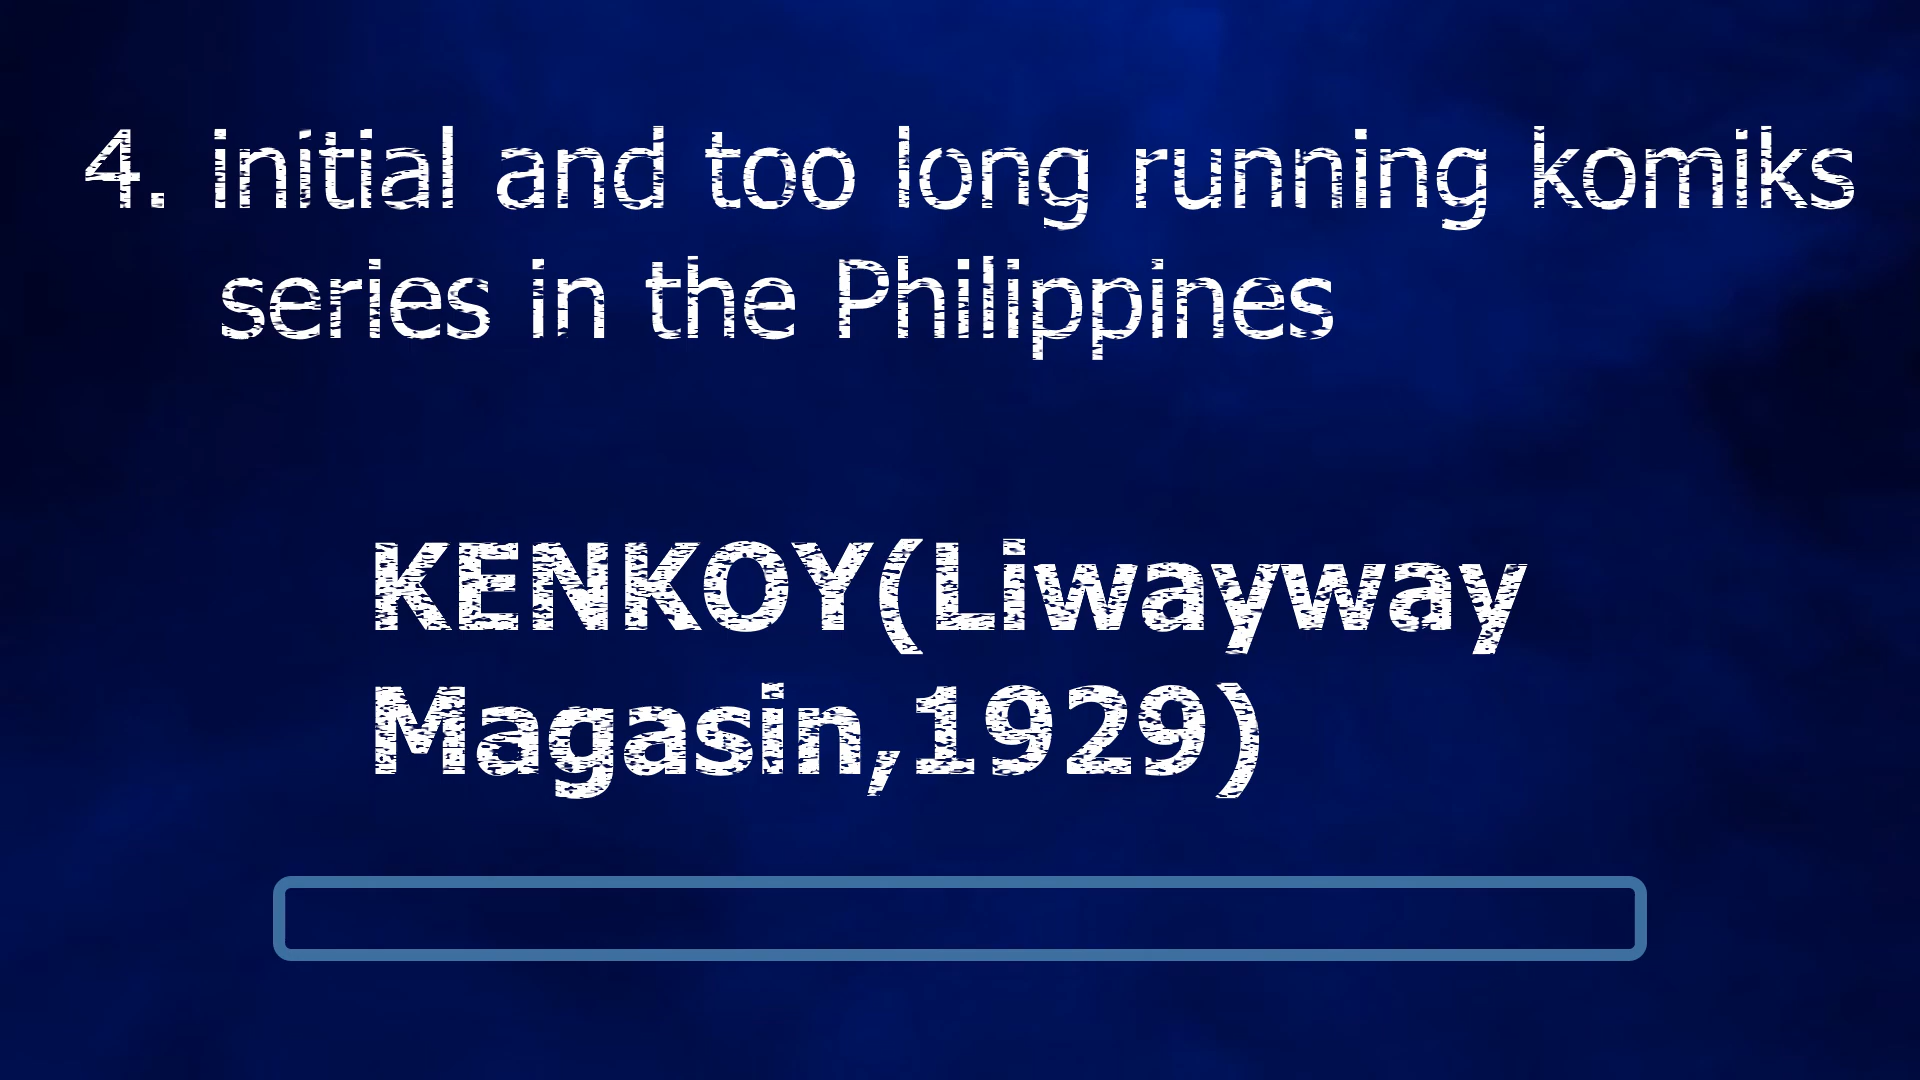 4. initial and too long running komiks
series in the Philippines
KENKOY(Liwayway
Magasin,1929)